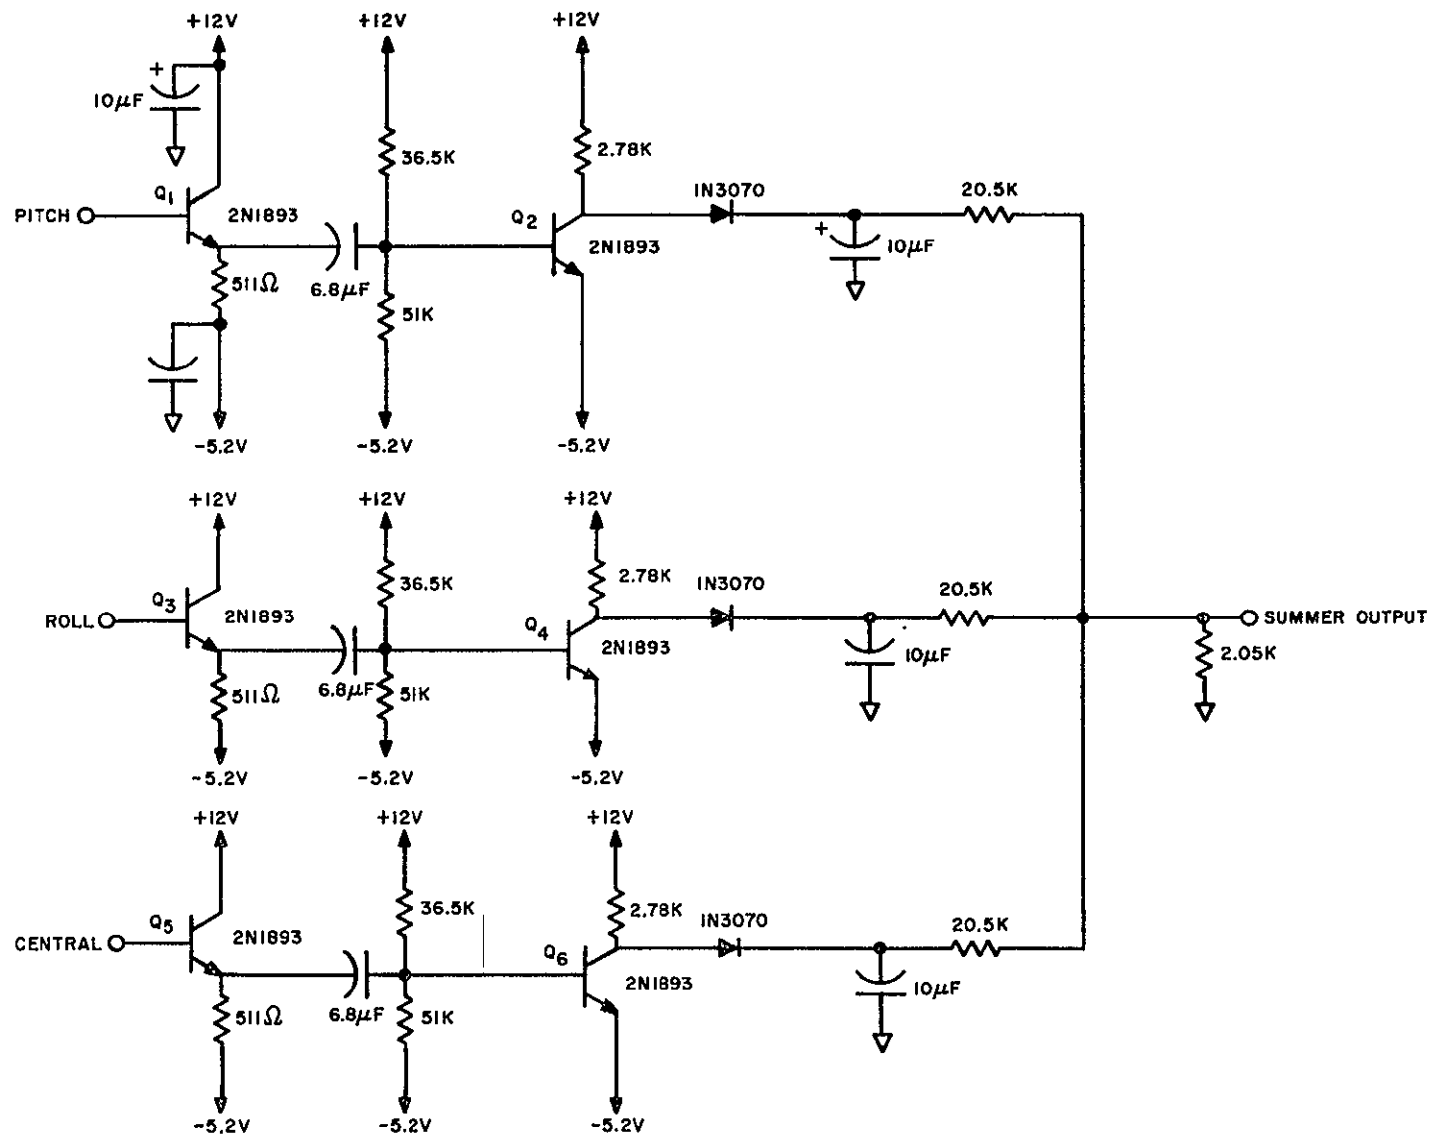 +12V +12V +12V
+
10µF
36.5K
2.78K
Q1
1N3070
20.5K
PITCH
2N1893
Q2
2N1893
+
10µF
511Ω
6.8µF
51K
-5.2V -5.2V -5.2V
+12V +12V +12V
36.5K
2.78K
1N3070
20.5K
Q3
ROLL
2N1893
Q4
SUMMER OUTPUT
2N1893
10µF
2.05K
511Ω
6.8µF
51K
-5.2V -5.2V -5.2V
+12V +12V +12V
36.5K
2.78K
1N3070
20.5K
Q5
CENTRAL
2N1893
Q6
2N1893
10µF
511Ω
6.8µF
51K
-5.2V -5.2V -5.2V